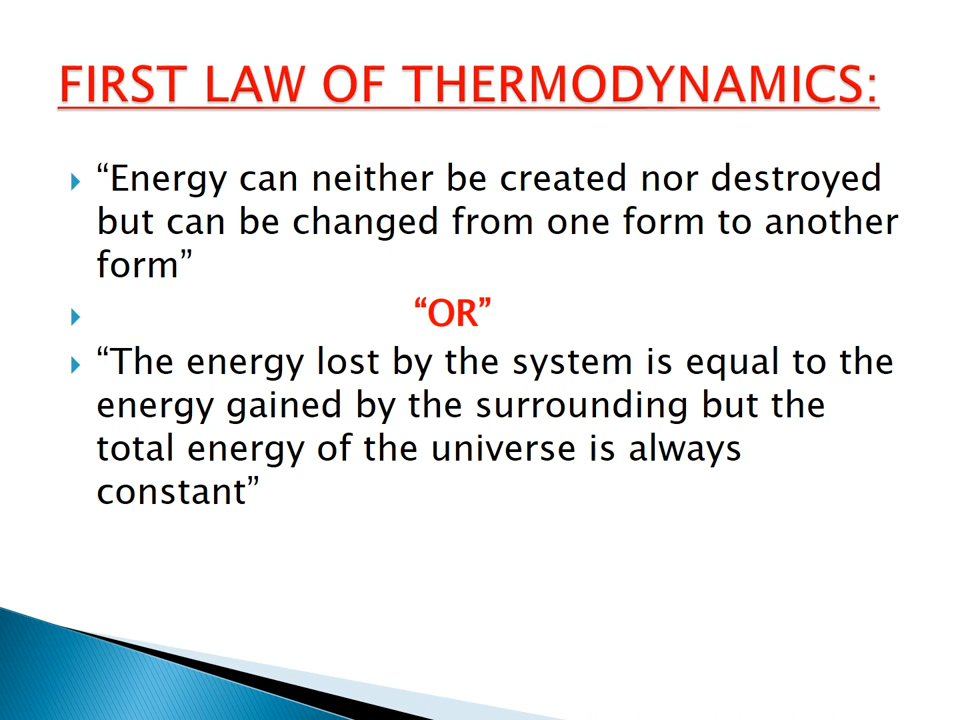 FIRST LAW OF THERMODYNAMICS:
“Energy can neither be created nor destroyed
but can be changed from one form to another
form”
“OR”
“The energy lost by the system is equal to the
energy gained by the surrounding but the
total energy of the universe is always
constant”